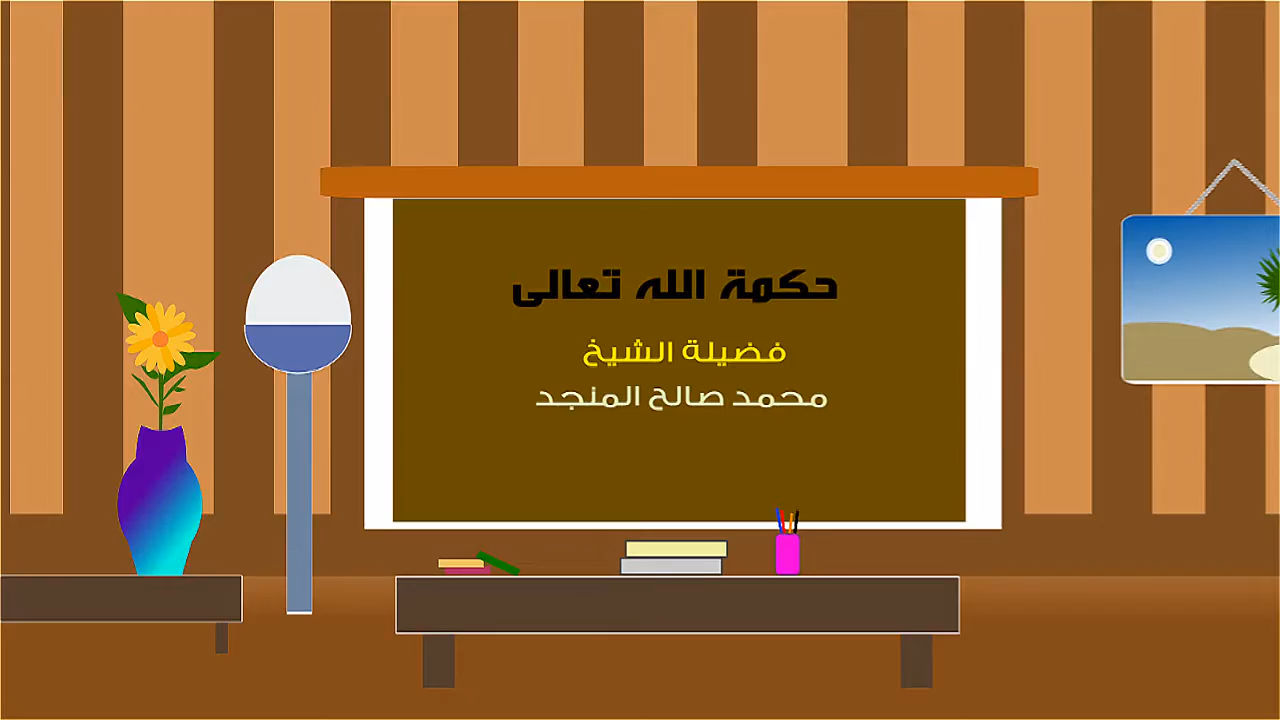 حكمة الله تعالى
فضيلة الشيخ
محمد صالح المنجد